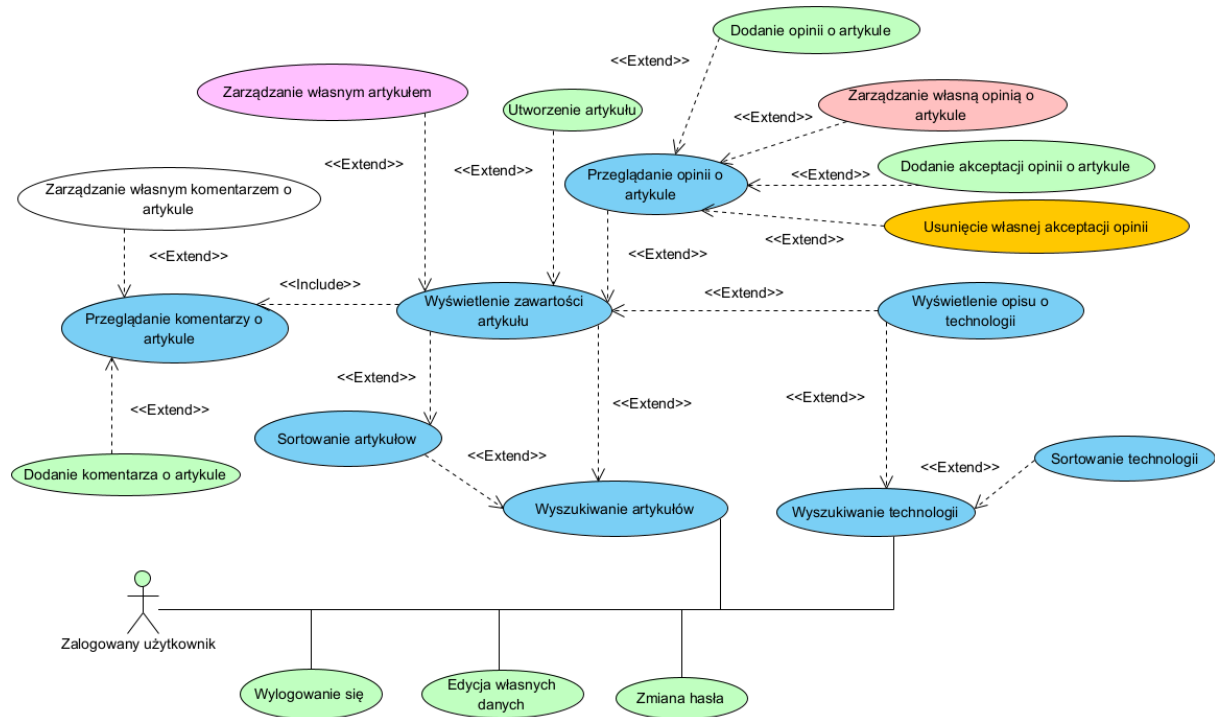 Dodanie opinii o artykule
<<Extend>>
Zarządzanie własnym artykułem
Utworzenie artykułu
Zarządzanie własną opinią o
artykule
<<Extend>>
Dodanie akceptacji opinii o artykule
<<Extend>>
<<Extend>>
<<Extend>>
Przeglądanie opinii o
artykule
Zarządzanie własnym komentarzem o
artykule
Usunięcie własnej akceptacji opinii
<<Extend>>
<<Extend>>
<<Extend>>
<<Include>>
<<Extend>>
Przeglądanie komentarzy o
artykule
Wyświetlenie zawartości
artykułu
Wyświetlenie opisu o
technologii
<<Extend>>
<<Extend>>
<<Extend>>
<<Extend>>
Sortowanie artykułow
<<Extend>>
<<Extend>>
Sortowanie technologii
Dodanie komentarza o artykule
Wyszukiwanie artykułów
Wyszukiwanie technologii
Zalogowany użytkownik
Wylogowanie się
Edycja własnych
danych
Zmiana hasła